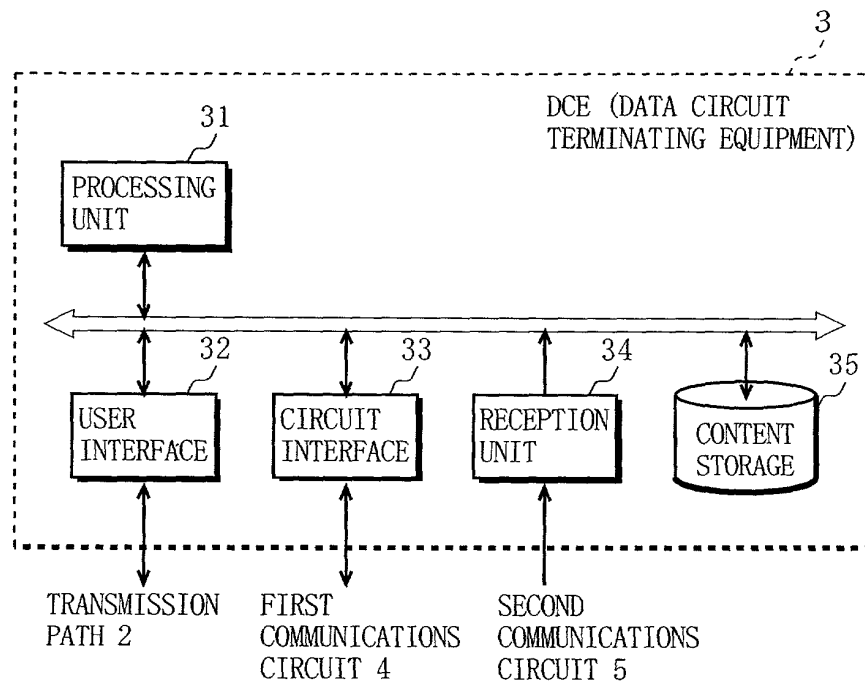 3
DCE (DATA CIRCUIT
TERMINATING EQUIPMENT)
31
PROCESSING
UNIT
32
USER
INTERFACE
33
CIRCUIT
INTERFACE
34
RECEPTION
UNIT
35
CONTENT
STORAGE
TRANSMISSION
PATH 2
FIRST
COMMUNICATIONS
CIRCUIT 4
SECOND
COMMUNICATIONS
CIRCUIT 5